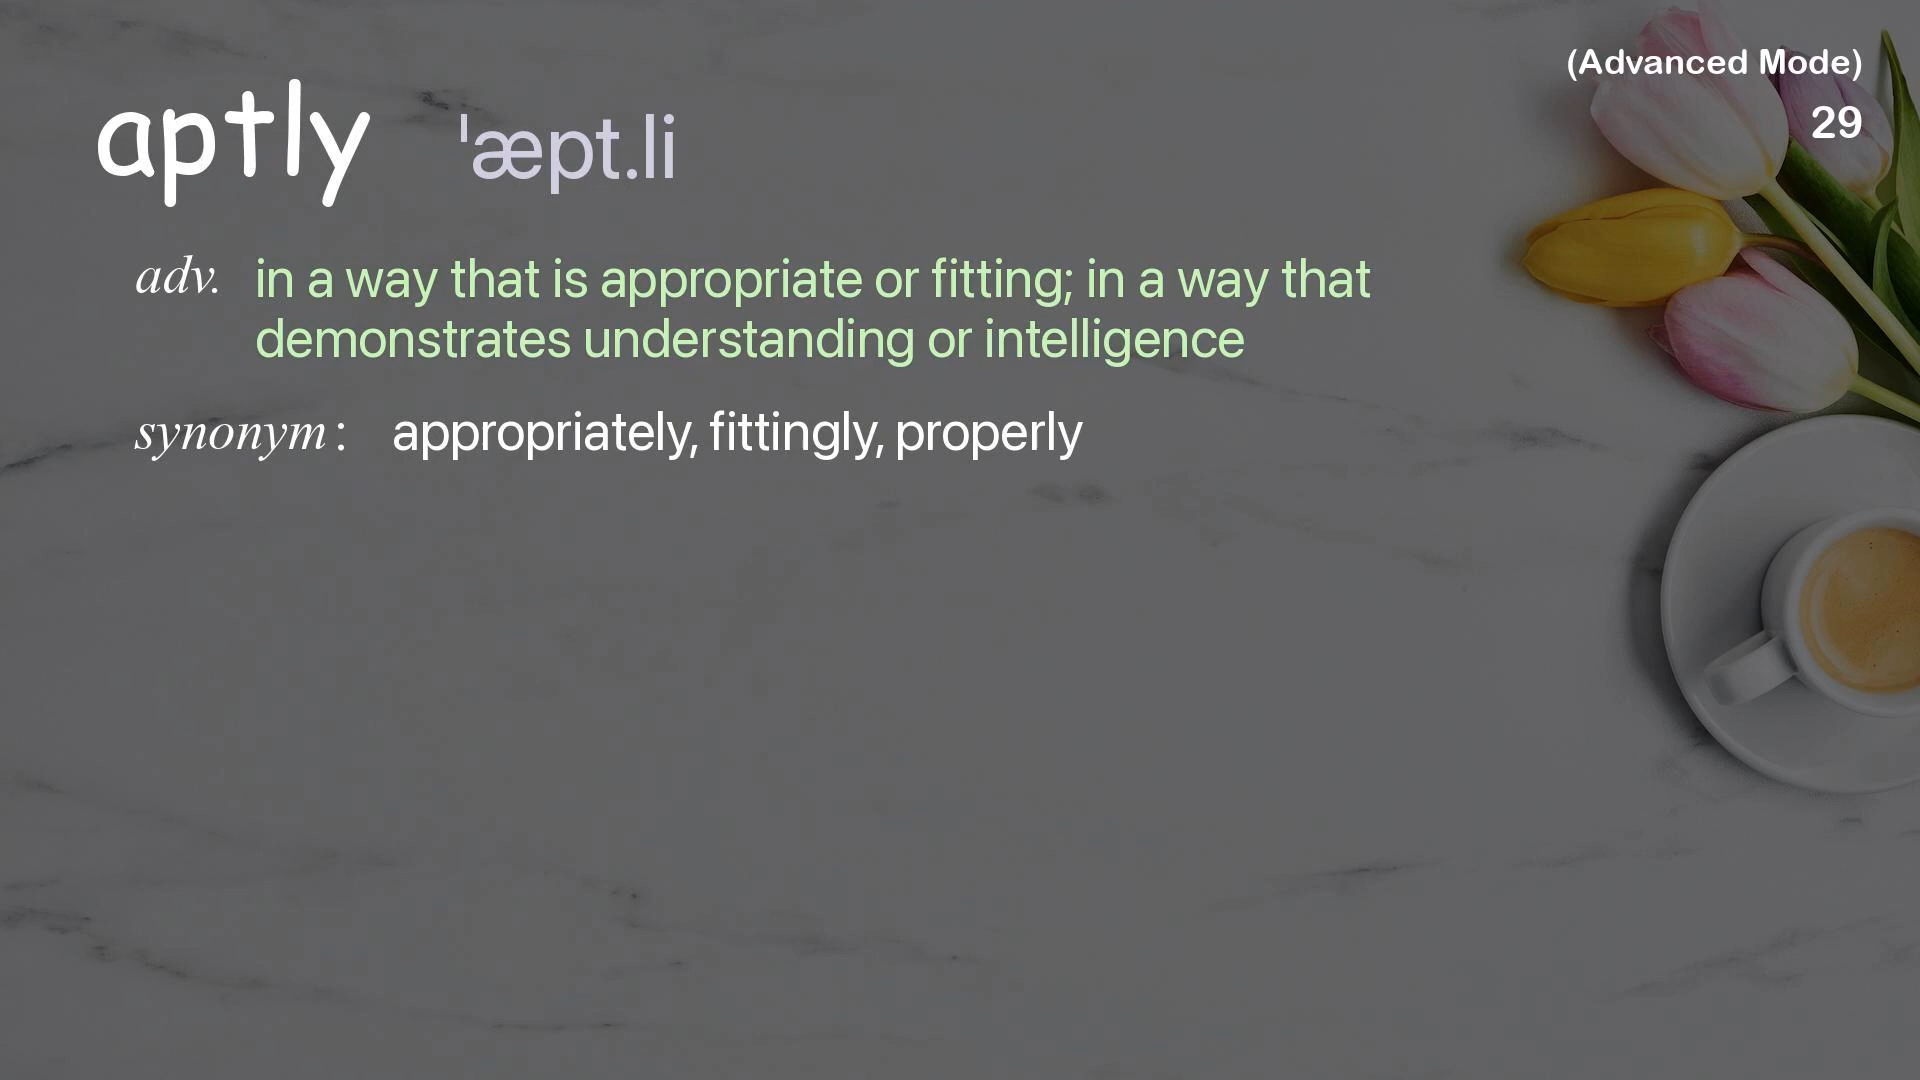 (Advanced Mode)
29
aptly ˈæpt.li
adv. in a way that is appropriate or fitting; in a way that
demonstrates understanding or intelligence
synonym : appropriately, fittingly, properly